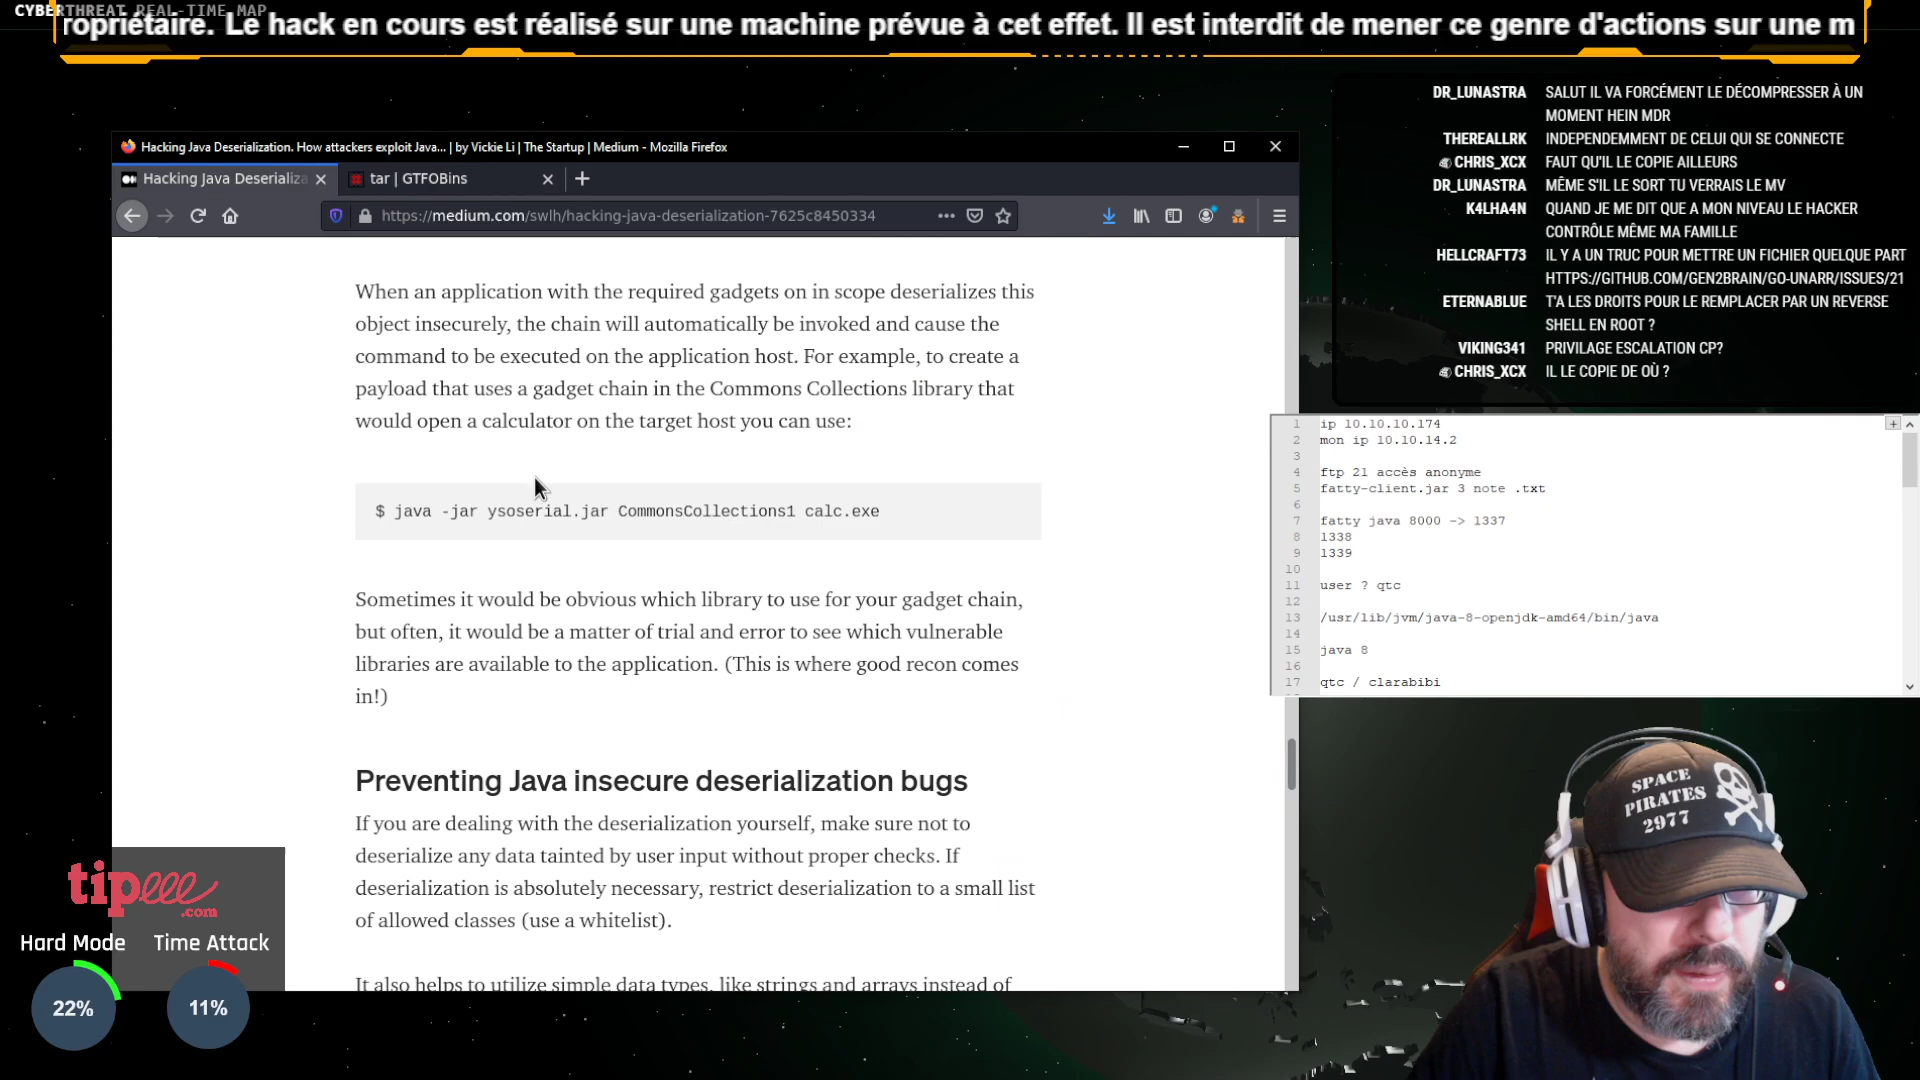 CYBERTHREAT REAL-TIME MAP
ropriétaire. Le hack en cours est réalisé sur une machine prévue à cet effet. Il est interdit de mener ce genre d'actions sur une m
Hacking Java Deserialization. How attackers exploit Java... | by Vickie Li | The Startup | Medium - Mozilla Firefox
Hacking Java Deserializa
tar | GTFOBins
https://medium.com/swlh/hacking-java-deserialization-7625c8450334
When an application with the required gadgets on in scope deserializes this
object insecurely, the chain will automatically be invoked and cause the
command to be executed on the application host. For example, to create a
payload that uses a gadget chain in the Commons Collections library that
would open a calculator on the target host you can use:
$ java -jar ysoserial.jar CommonsCollections1 calc.exe
Sometimes it would be obvious which library to use for your gadget chain,
but often, it would be a matter of trial and error to see which vulnerable
libraries are available to the application. (This is where good recon comes
in!)
Preventing Java insecure deserialization bugs
If you are dealing with the deserialization yourself, make sure not to
deserialize any data tainted by user input without proper checks. If
deserialization is absolutely necessary, restrict deserialization to a small list
of allowed classes (use a whitelist).
It also helps to utilize simple data types, like strings and arrays instead of
DR_LUNASTRA SALUT IL VA FORCÉMENT LE DÉCOMPRESSER À UN
MOMENT HEIN MDR
THEREALLRK INDEPENDEMMENT DE CELUI QUI SE CONNECTE
CHRIS_XCX FAUT QU'IL LE COPIE AILLEURS
DR_LUNASTRA MÊME S'IL LE SORT TU VERRAIS LE MV
K4LHA4N QUAND JE ME DIT QUE A MON NIVEAU LE HACKER
CONTRÔLE MÊME MA FAMILLE
HELLCRAFT73 IL Y A UN TRUC POUR METTRE UN FICHIER QUELQUE PART
HTTPS://GITHUB.COM/GEN2BRAIN/GO-UNARR/ISSUES/21
ETERNABLUE T'A LES DROITS POUR LE REMPLACER PAR UN REVERSE
SHELL EN ROOT ?
VIKING341 PRIVILAGE ESCALATION CP?
CHRIS_XCX IL LE COPIE DE OÙ ?
1 ip 10.10.10.174
2 mon ip 10.10.14.2
3
4 ftp 21 accès anonyme
5 fatty-client.jar 3 note .txt
6
7 fatty java 8000 -> 1337
8 1338
9 1339
10
11 user ? qtc
12
13 /usr/lib/jvm/java-8-openjdk-amd64/bin/java
14
15 java 8
16
17 qtc / clarabibi
SPACE
PIRATES
2977
tipeee
.com
Hard Mode Time Attack
22% 11%